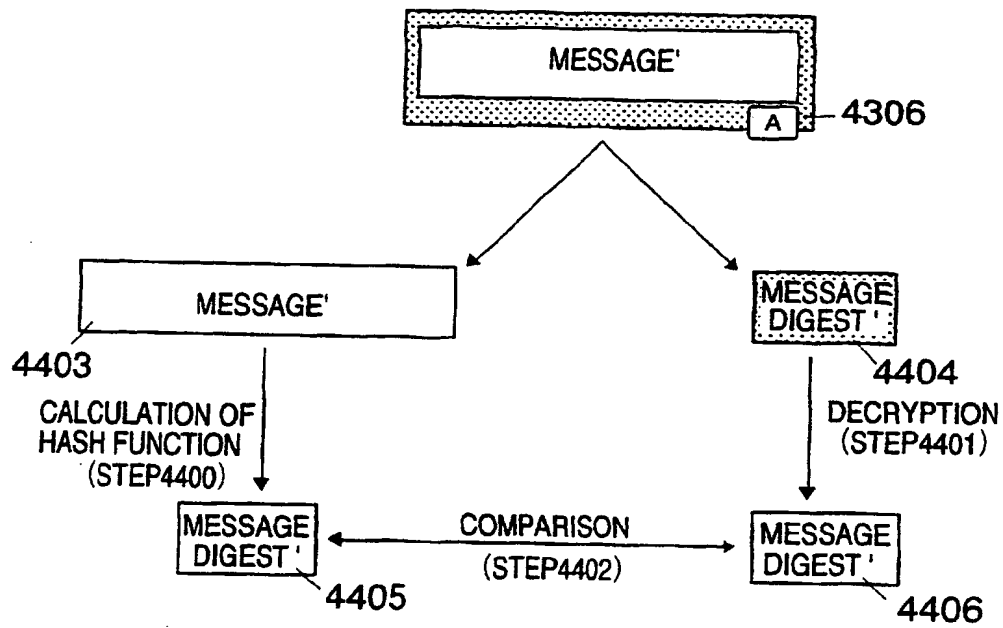 MESSAGE'
A
4306
MESSAGE'
4403
MESSAGE
DIGEST '
4404
CALCULATION OF
HASH FUNCTION
(STEP4400)
DECRYPTION
(STEP4401)
MESSAGE
DIGEST '
4405
COMPARISON
(STEP4402)
MESSAGE
DIGEST '
4406